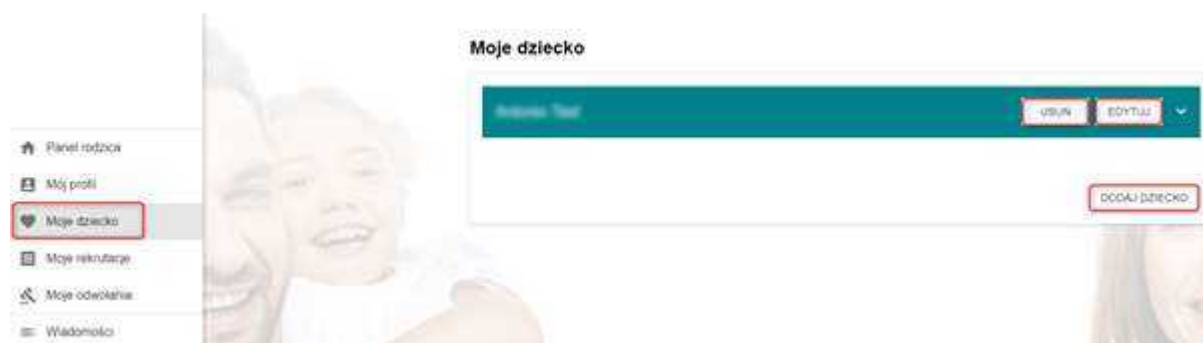 Moje dziecko
USUŃ EDYTUJ
DODAJ DZIECKO
Panel rodzica
Mój profil
Moje dziecko
Moje rekrutacje
Moje odwołania
Wiadomości